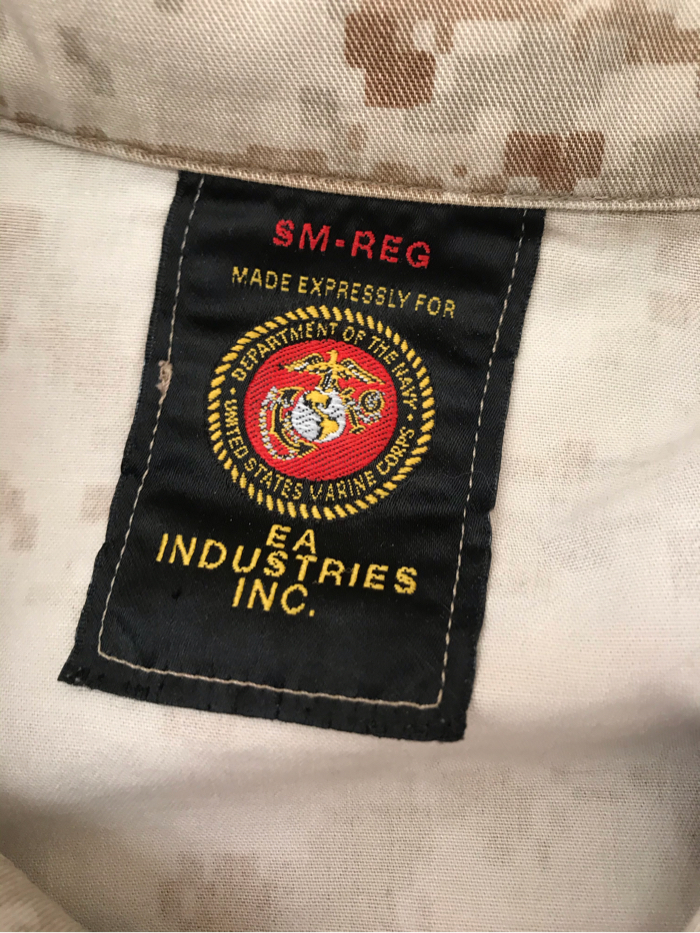 SM-REG
MADE EXPRESSLY FOR
DEPARTMENT OF THE NAVY
UNITED STATES MARINE CORPS
EA
INDUSTRIES
INC.